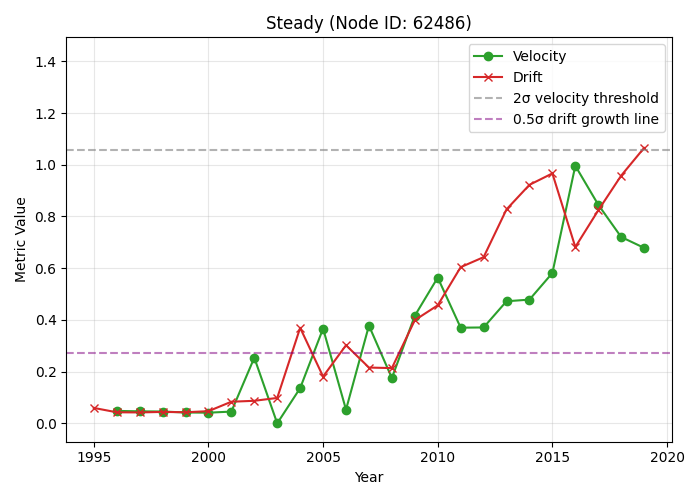 Steady (Node ID: 62486)
Velocity
Drift
2σ velocity threshold
0.5σ drift growth line
Metric Value
1.4
1.2
1.0
0.8
0.6
0.4
0.2
0.0
1995 2000 2005 2010 2015 2020
Year